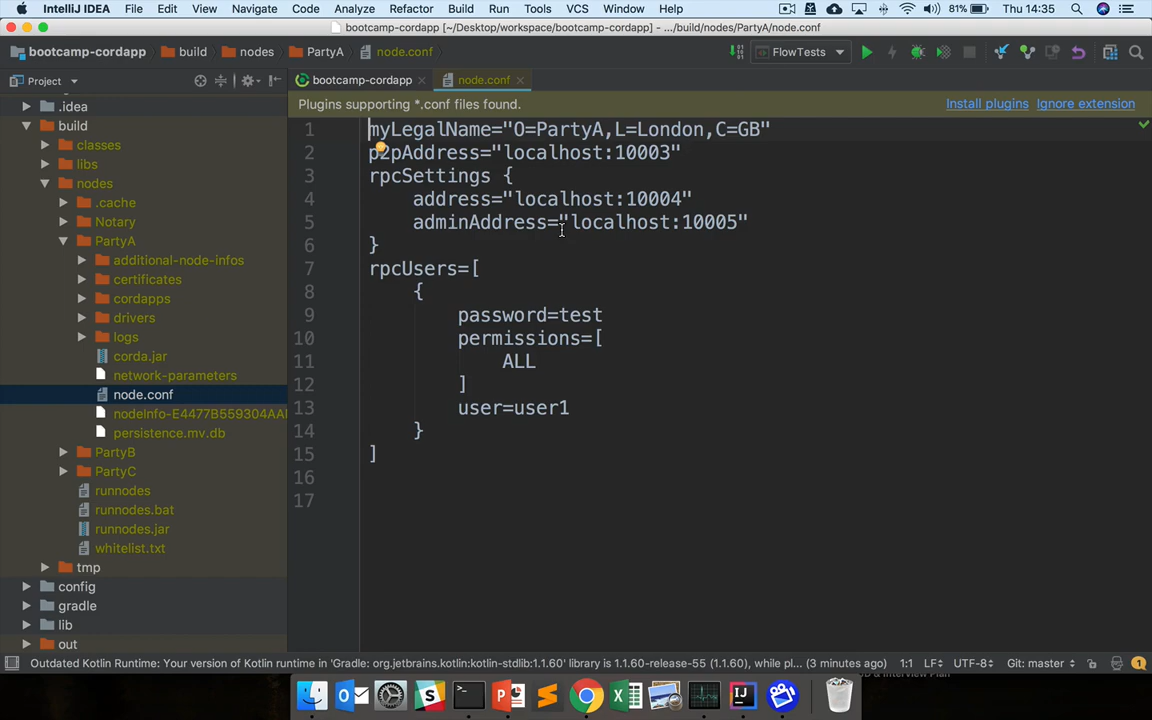 IntelliJ IDEA File Edit View Navigate Code Analyze Refactor Build Run Tools VCS Window Help 81% Thu 14:35
bootcamp-cordapp [~/Desktop/workspace/bootcamp-cordapp] - .../build/nodes/PartyA/node.conf
bootcamp-cordapp build nodes PartyA node.conf FlowTests
Project bootcamp-cordapp node.conf
Plugins supporting *.conf files found. Install plugins Ignore extension
.idea
build
classes
libs
nodes
.cache
Notary
PartyA
additional-node-infos
certificates
cordapps
drivers
logs
corda.jar
network-parameters
node.conf
persistence.mv.db
PartyB
PartyC
runnodes
runnodes.bat
runnodes.jar
whitelist.txt
tmp
config
gradle
lib
out
1 myLegalName="O=PartyA,L=London,C=GB"
2 p2pAddress="localhost:10003"
3 rpcSettings {
4 address="localhost:10004"
5 adminAddress="localhost:10005"
6 }
7 rpcUsers=[
8 {
9 password=test
10 permissions=[
11 ALL
12 ]
13 user=user1
14 }
15 ]
16
17
Outdated Kotlin Runtime: Your version of Kotlin runtime in 'Gradle: org.jetbrains.kotlin:kotlin-stdlib:1.1.60' library is 1.1.60-release-55 (1.1.60), while pl... (3 minutes ago) 1:1 LF UTF-8 Git: master 1
& Interview Plan